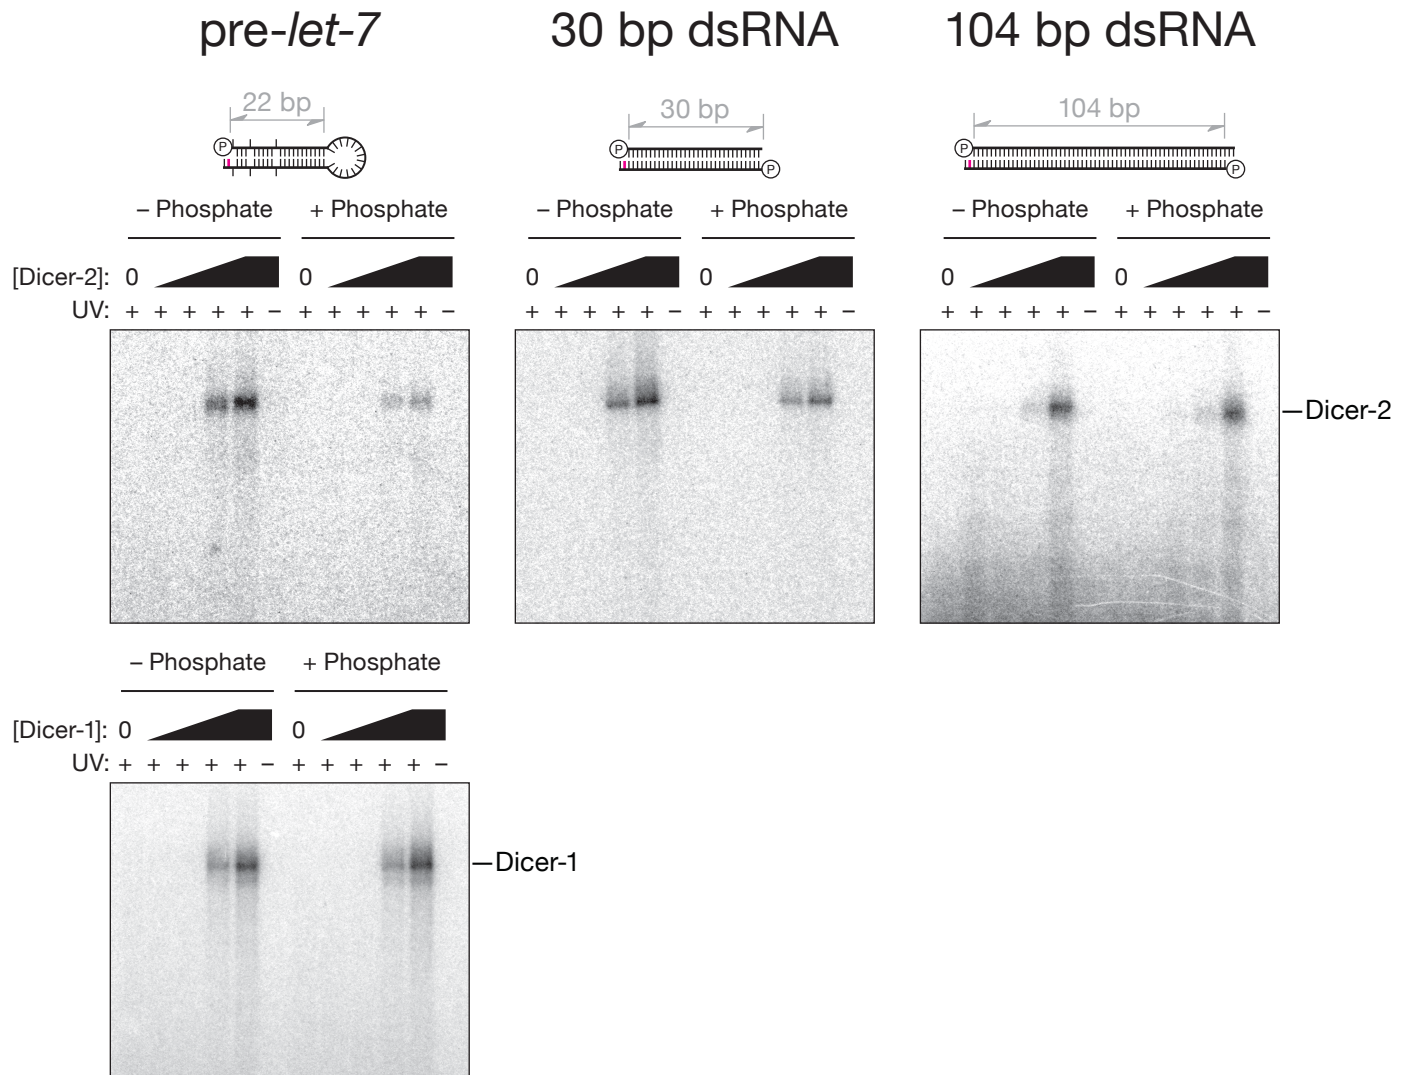 pre-let-7 30 bp dsRNA 104 bp dsRNA
22 bp 30 bp 104 bp
P P P P P
– Phosphate + Phosphate – Phosphate + Phosphate – Phosphate + Phosphate
[Dicer-2]: 0 0 0 0 0 0
UV: + + + + + – + + + + + – + + + + + – + + + + + – + + + + + – + + + + + –
Dicer-2
– Phosphate + Phosphate
[Dicer-1]: 0 0
UV: + + + + + – + + + + + –
Dicer-1